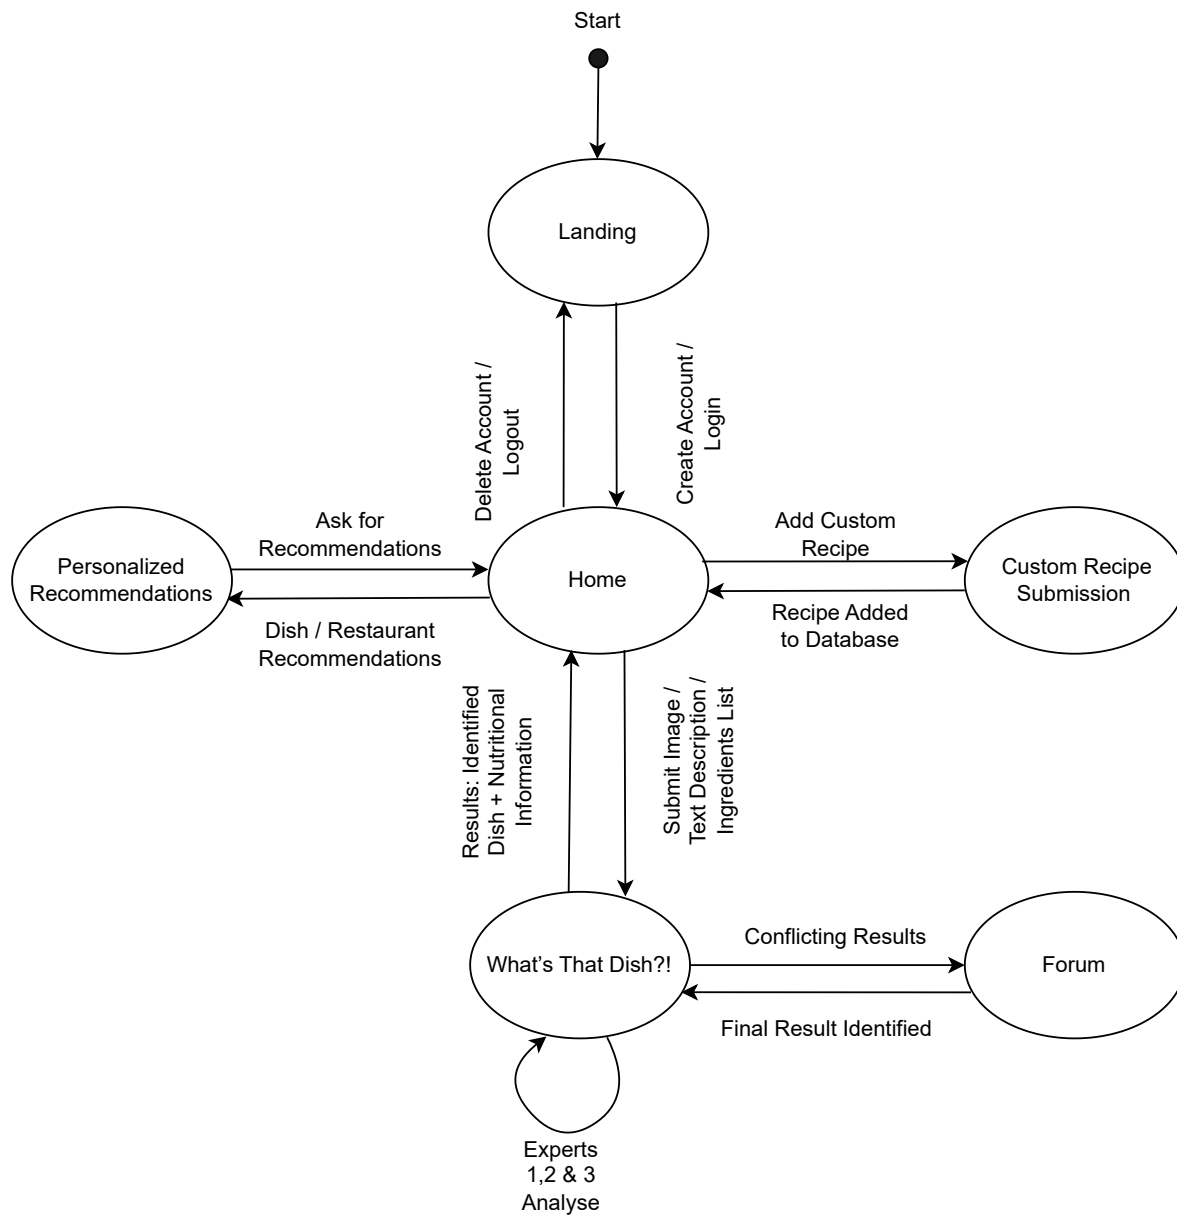 Start
Landing
Delete Account /
Logout
Create Account /
Login
Ask for
Recommendations
Add Custom
Recipe
Personalized
Recommendations
Home
Custom Recipe
Submission
Dish / Restaurant
Recommendations
Recipe Added
to Database
Results: Identified
Dish + Nutritional
Information
Submit Image /
Text Description /
Ingredients List
What's That Dish?!
Conflicting Results
Forum
Final Result Identified
Experts
1,2 & 3
Analyse